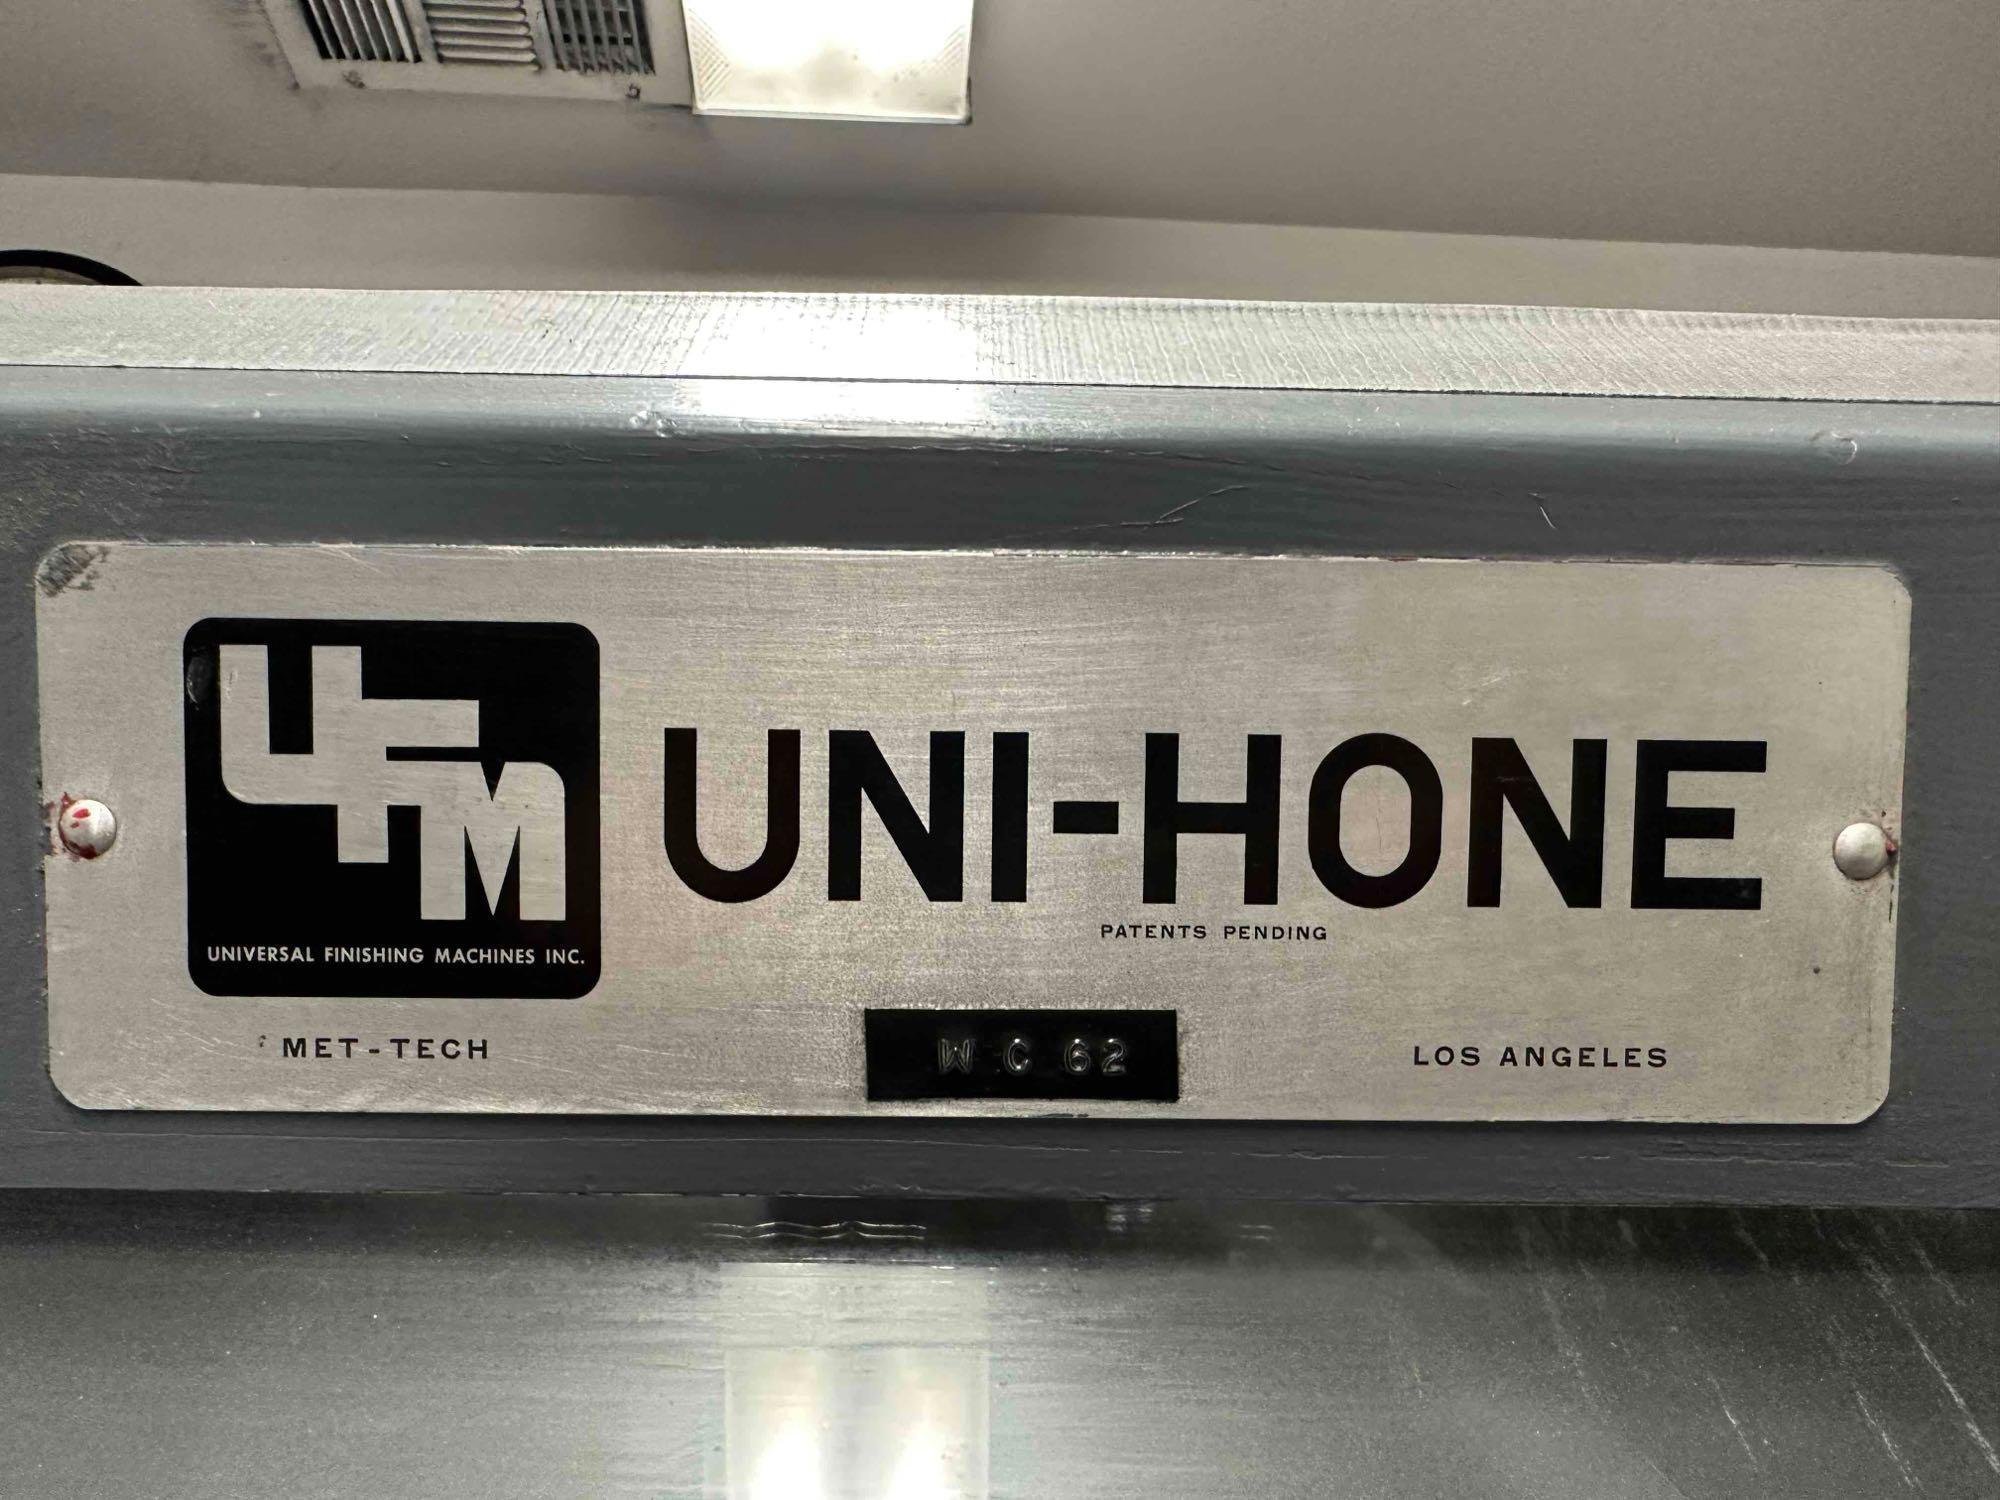 UFM
UNIVERSAL FINISHING MACHINES INC.
UNI-HONE
PATENTS PENDING
MET-TECH
W C 62
LOS ANGELES